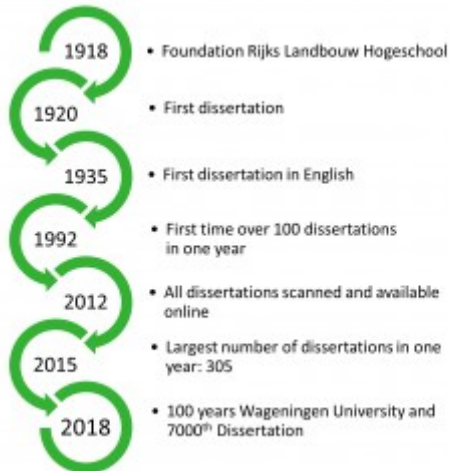 1918
• Foundation Rijks Landbouw Hogeschool
1920
• First dissertation
1935
• First dissertation in English
1992
• First time over 100 dissertations
in one year
2012
• All dissertations scanned and available
online
2015
• Largest number of dissertations in one
year: 305
2018
• 100 years Wageningen University and
7000th Dissertation